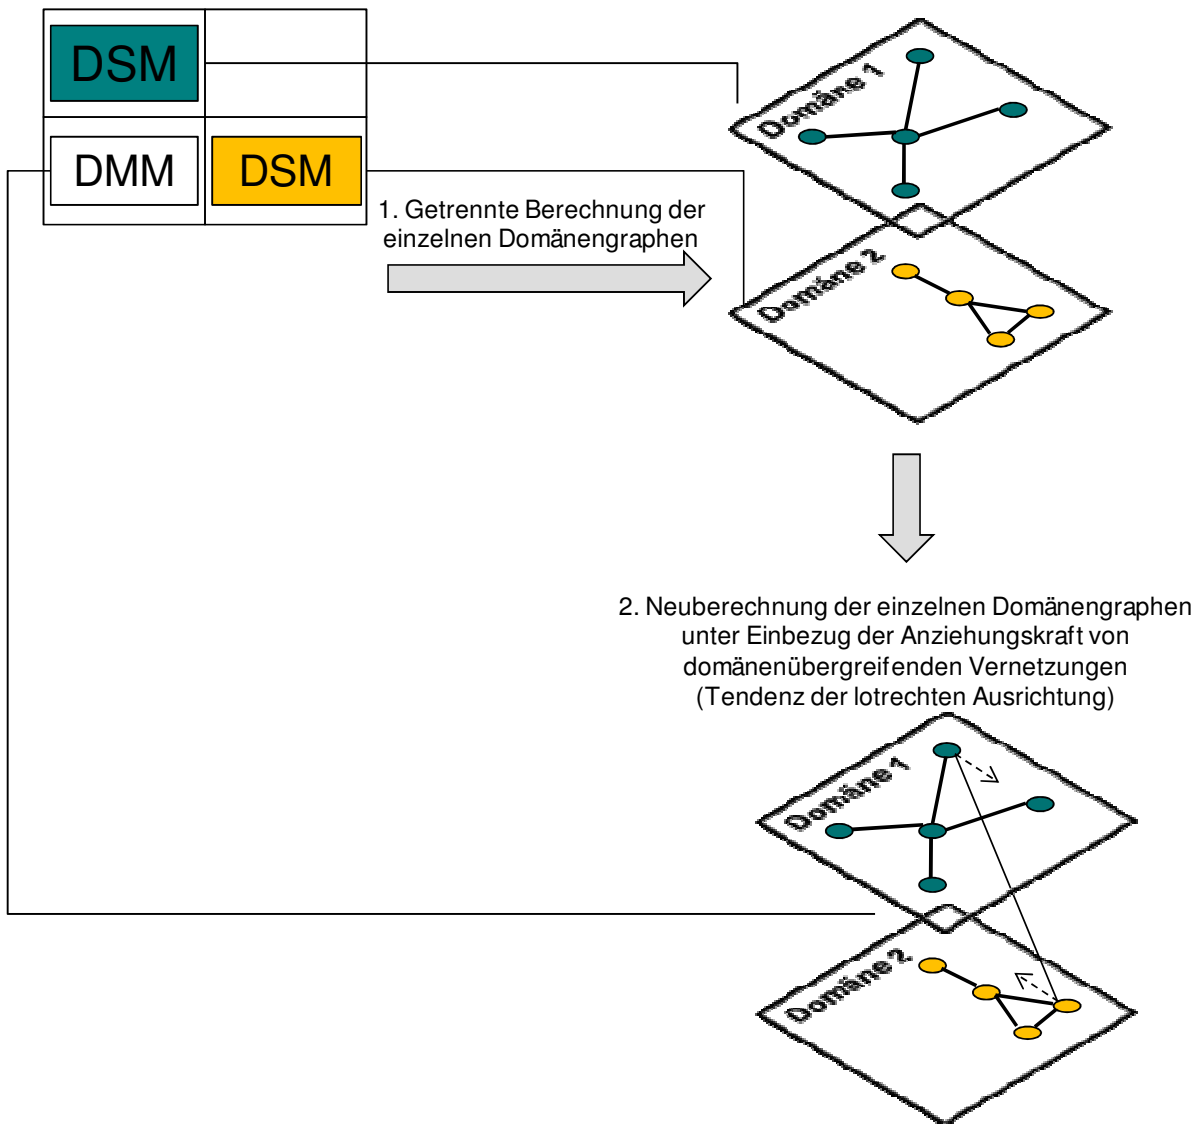 DSM
DMM
DSM
1. Getrennte Berechnung der
einzelnen Domänengraphen
Domäne 1
Domäne 2
2. Neuberechnung der einzelnen Domänengraphen
unter Einbezug der Anziehungskraft von
domänenübergreifenden Vernetzungen
(Tendenz der lotrechten Ausrichtung)
Domäne 1
Domäne 2